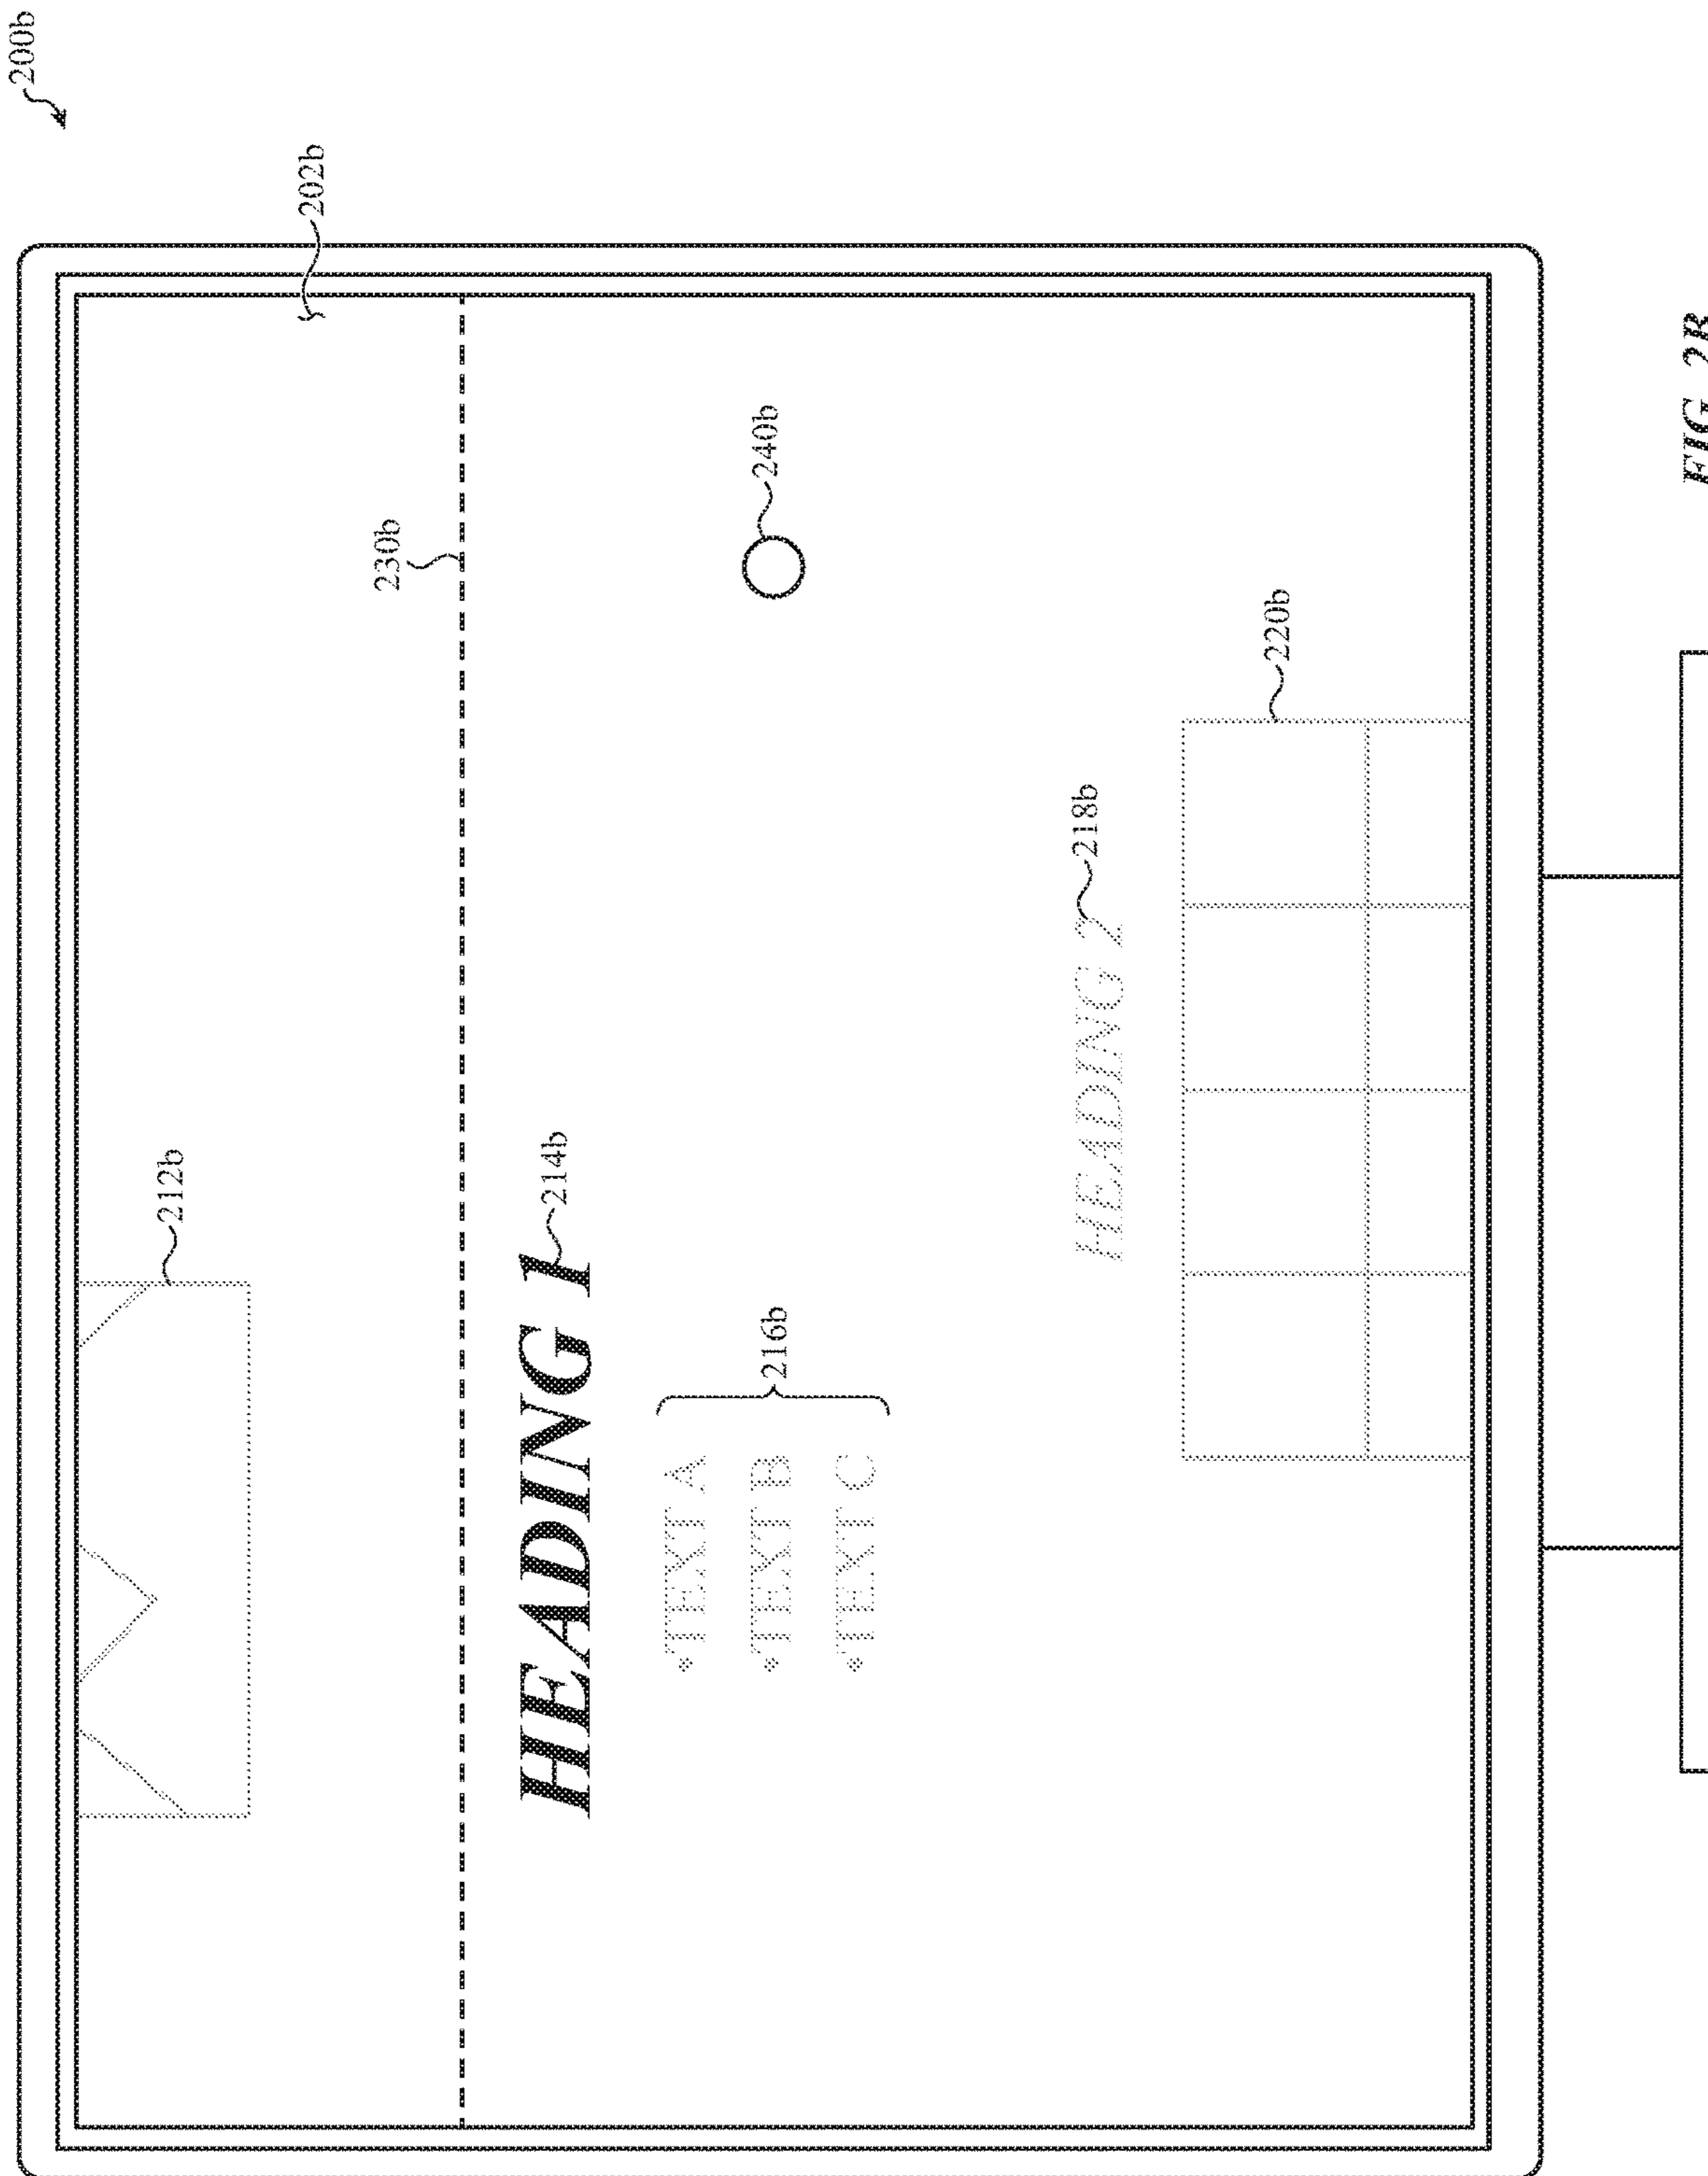 200b
202b
212b
230b
HEADING 1
214b
• TEXT A
• TEXT B
• TEXT C
216b
240b
HEADING 2
218b
220b
FIG. 2B